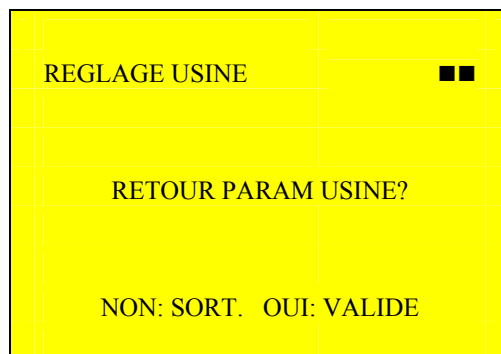 REGLAGE USINE ■■
RETOUR PARAM USINE?
NON: SORT. OUI: VALIDE